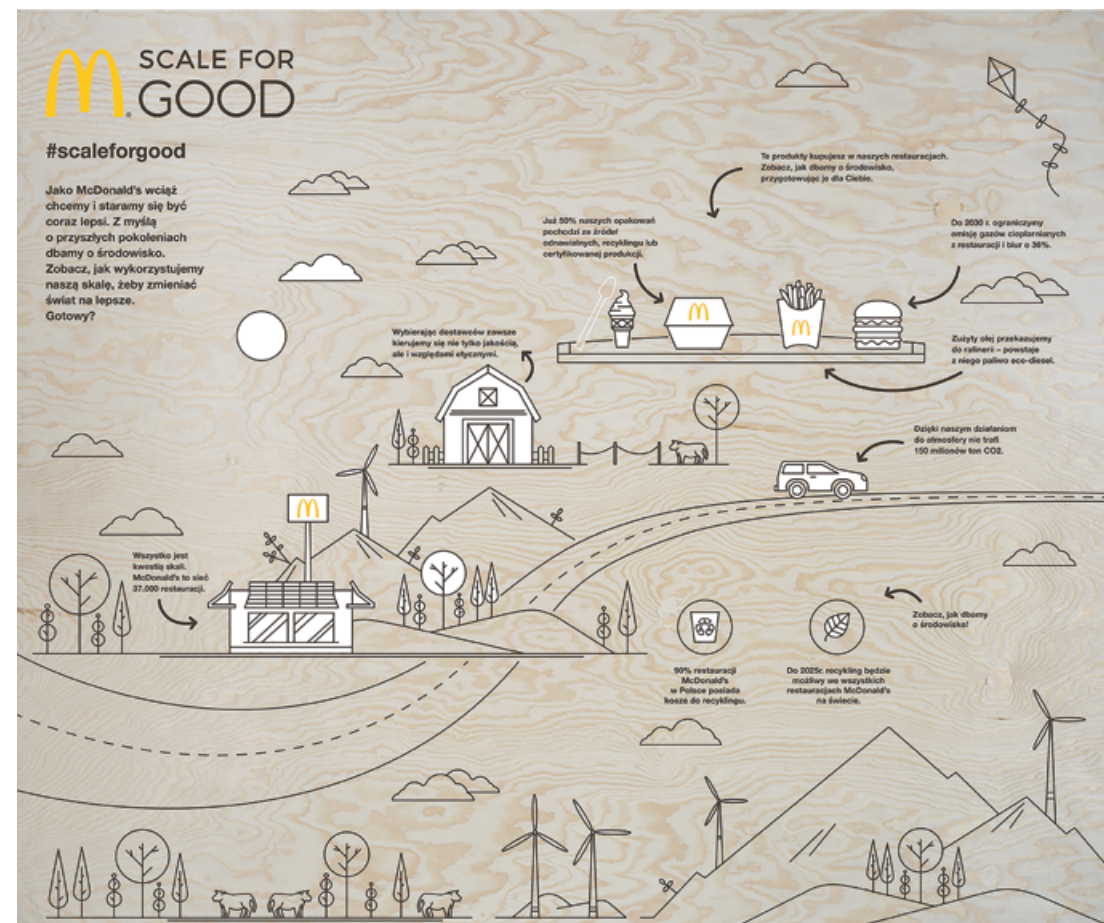 SCALE FOR
GOOD
#scaleforgood
Jako McDonald's wciąż
chcemy i staramy się być
coraz lepsi. Z myślą
o przyszłych pokoleniach
dbamy o środowisko.
Zobacz, jak wykorzystujemy
naszą skalę, żeby zmieniać
świat na lepsze.
Gotowy?
Te produkty kupujesz w naszych restauracjach.
Zobacz, jak dbamy o środowisko,
przygotowując je dla Ciebie.
Już 50% naszych opakowań
pochodzi ze źródeł
odnawialnych, recyklingu lub
certyfikowanej produkcji.
Do 2030 r. ograniczymy
emisję gazów cieplarnianych
z restauracji i biur o 36%.
Wybierając dostawców zawsze
kierujemy się nie tylko jakością,
ale i względami etycznymi.
Zużyty olej przekazujemy
do rafinerii – powstaje
z niego paliwo eco-diesel.
Dzięki naszym działaniom
do atmosfery nie trafi
150 milionów ton CO2.
Wszystko jest
kwestią skali.
McDonald's to sieć
37.000 restauracji.
Zobacz, jak dbamy
o środowisko!
90% restauracji
McDonald's
w Polsce posiada
kosze do recyklingu.
Do 2025r. recykling będzie
możliwy we wszystkich
restauracjach McDonald's
na świecie.